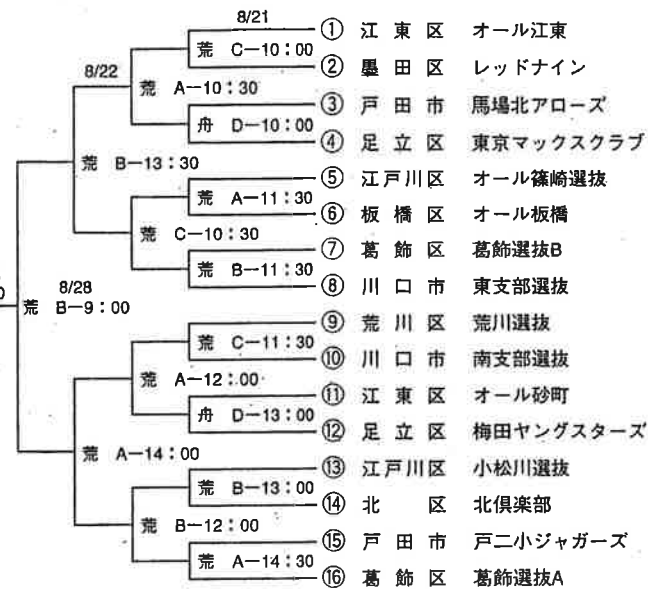 8/21
① 江東区 オール江東
荒 C-10:00
② 墨田区 レッドナイン
8/22
荒 A-10:30
③ 戸田市 馬場北アローズ
舟 D-10:00
④ 足立区 東京マックスクラブ
荒 B-13:30
⑤ 江戸川区 オール篠崎選抜
荒 A-11:30
⑥ 板橋区 オール板橋
荒 C-10:30
⑦ 葛飾区 葛飾選抜B
荒 B-11:30
⑧ 川口市 東支部選抜
8/28
荒 B-9:00
⑨ 荒川区 荒川選抜
荒 C-11:30
⑩ 川口市 南支部選抜
荒 A-12:00
⑪ 江東区 オール砂町
舟 D-13:00
⑫ 足立区 梅田ヤングスターズ
荒 A-14:00
⑬ 江戸川区 小松川選抜
荒 B-13:00
⑭ 北区 北倶楽部
荒 B-12:00
⑮ 戸田市 戸二小ジャガーズ
荒 A-14:30
⑯ 葛飾区 葛飾選抜A